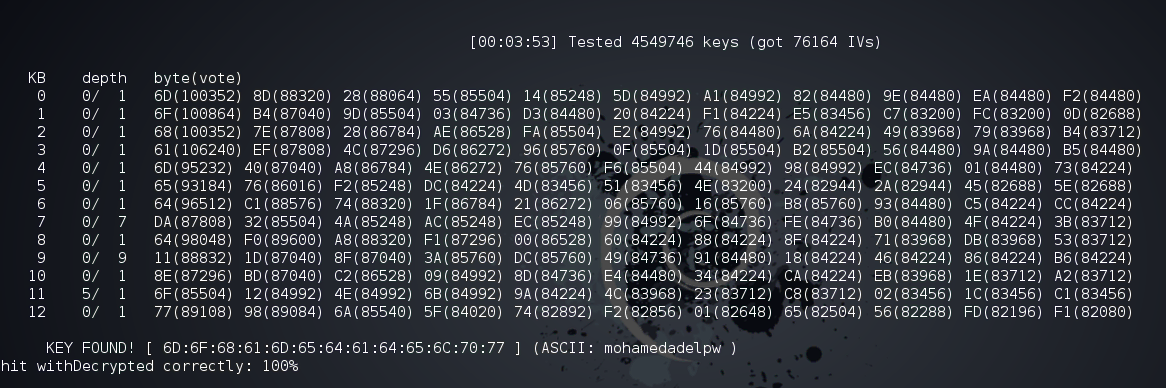 [00:03:53] Tested 4549746 keys (got 76164 IVs)
KB depth byte(vote)
0 0/ 1 6D(100352) 8D(88320) 28(88064) 55(85504) 14(85248) 5D(84992) A1(84992) 82(84480) 9E(84480) EA(84480) F2(84480)
1 0/ 1 6F(100864) B4(87040) 9D(85504) 03(84736) D3(84480) 20(84224) F1(84224) E5(83456) C7(83200) FC(83200) 0D(82688)
2 0/ 1 68(100352) 7E(87808) 28(86784) AE(86528) FA(85504) E2(84992) 76(84480) 6A(84224) 49(83968) 79(83968) B4(83712)
3 0/ 1 61(106240) EF(87808) 4C(87296) D6(86272) 96(85760) 0F(85504) 1D(85504) B2(85504) 56(84480) 9A(84480) B5(84480)
4 0/ 1 6D(95232) 40(87040) A8(86784) 4E(86272) 76(85760) F6(85504) 44(84992) 98(84992) EC(84736) 01(84480) 73(84224)
5 0/ 1 65(93184) 76(86016) F2(85248) DC(84224) 4D(83456) 51(83456) 4E(83200) 24(82944) 2A(82944) 45(82688) 5E(82688)
6 0/ 1 64(96512) C1(88576) 74(88320) 1F(86784) 21(86272) 06(85760) 16(85760) B8(85760) 93(84480) C5(84224) CC(84224)
7 0/ 7 DA(87808) 32(85504) 4A(85248) AC(85248) EC(85248) 99(84992) 6F(84736) FE(84736) B0(84480) 4F(84224) 3B(83712)
8 0/ 1 64(98048) F0(89600) A8(88320) F1(87296) 00(86528) 60(84224) 88(84224) 8F(84224) 71(83968) DB(83968) 53(83712)
9 0/ 9 11(88832) 1D(87040) 8F(87040) 3A(85760) DC(85760) 49(84736) 91(84480) 18(84224) 46(84224) 86(84224) B6(84224)
10 0/ 1 8E(87296) BD(87040) C2(86528) 09(84992) 8D(84736) E4(84480) 34(84224) CA(84224) EB(83968) 1E(83712) A2(83712)
11 5/ 1 6F(85504) 12(84992) 4E(84992) 6B(84992) 9A(84224) 4C(83968) 23(83712) C8(83712) 02(83456) 1C(83456) C1(83456)
12 0/ 1 77(89108) 98(89084) 6A(85540) 5F(84020) 74(82892) F2(82856) 01(82648) 65(82504) 56(82288) FD(82196) F1(82080)
KEY FOUND! [ 6D:6F:68:61:6D:65:64:61:64:65:6C:70:77 ] (ASCII: mohamedadelpw )
hit withDecrypted correctly: 100%